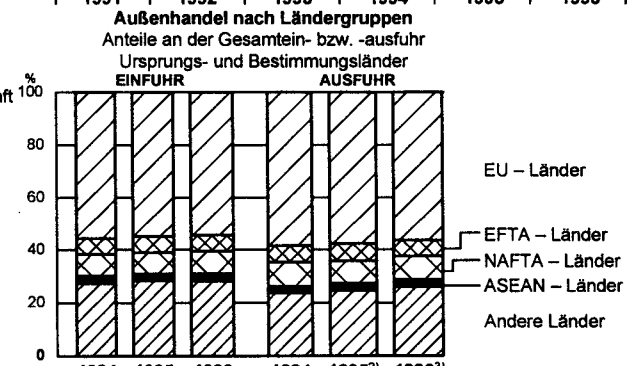 Außenhandel nach Ländergruppen
Anteile an der Gesamtein- bzw. -ausfuhr
Ursprungs- und Bestimmungsländer
% EINFUHR AUSFUHR
100
80
60
40
20
0
EU – Länder
EFTA – Länder
NAFTA – Länder
ASEAN – Länder
Andere Länder